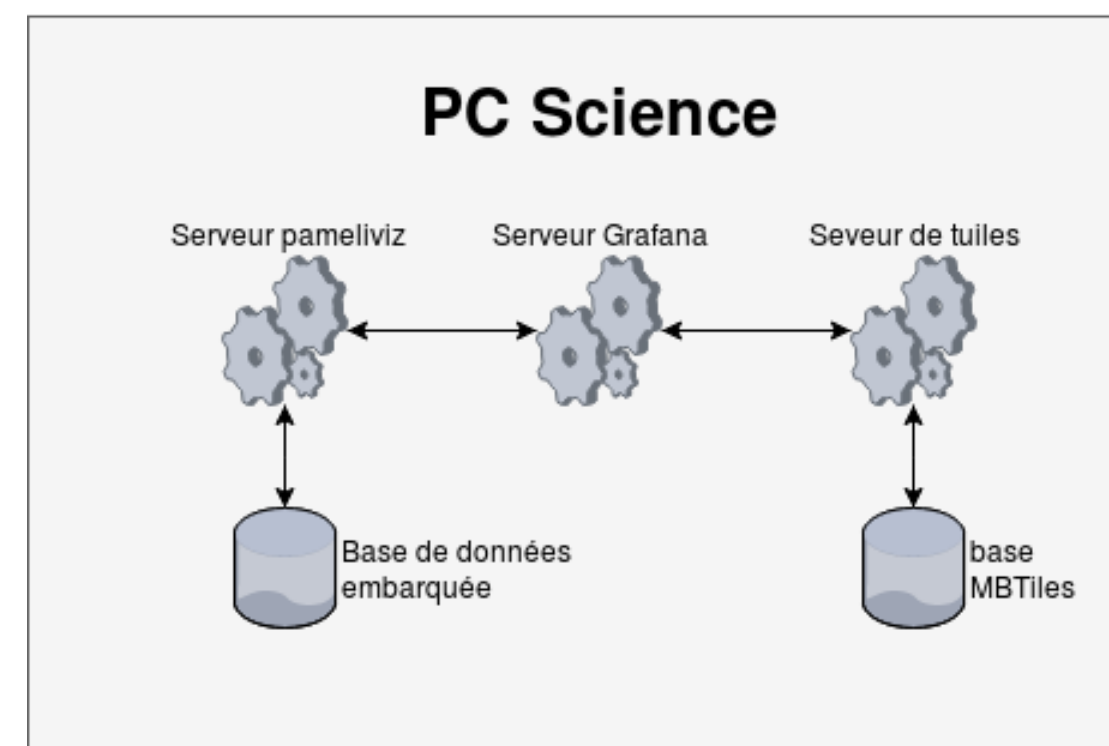 PC Science
Serveur pameliviz
Serveur Grafana
Seveur de tuiles
Base de données
embarquée
base
MBTiles